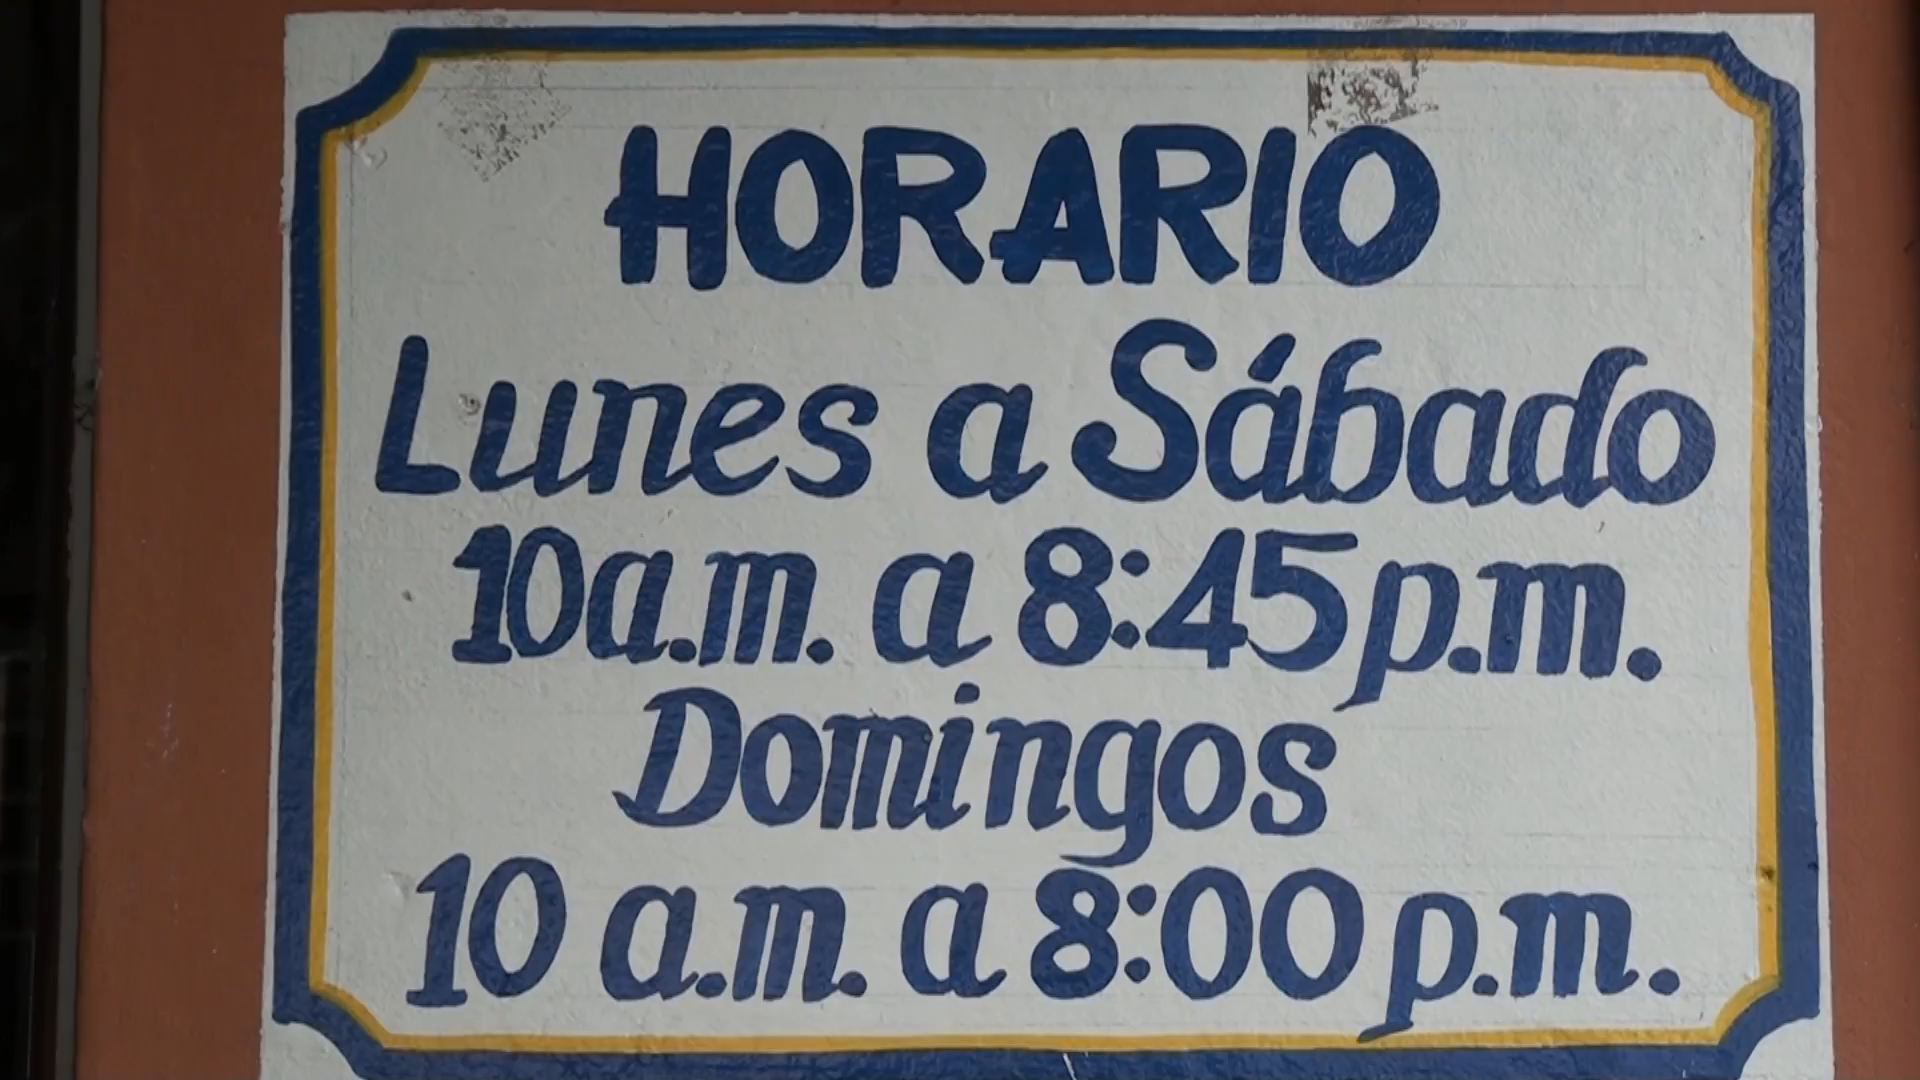 HORARIO
Lunes a Sábado
10a.m. a 8:45p.m.
Domingos
10 a.m. a 8:00 p.m.